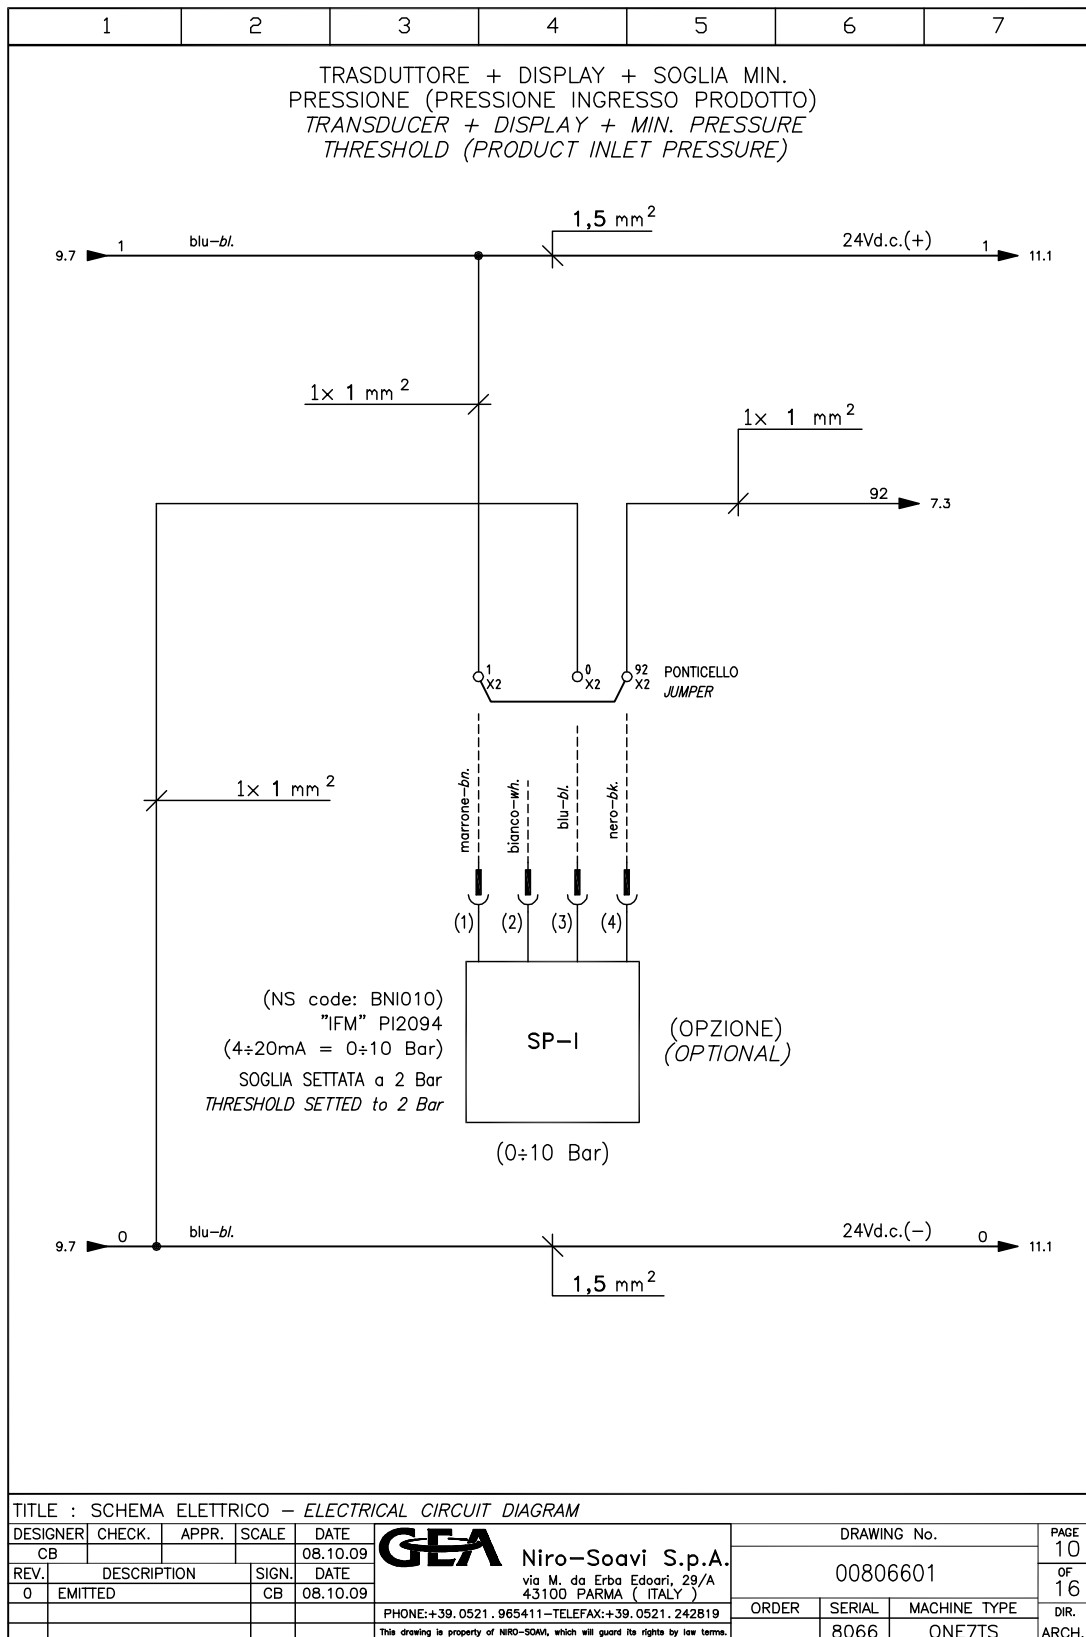 1 2 3 4 5 6 7
TRASDUTTORE + DISPLAY + SOGLIA MIN.
PRESSIONE (PRESSIONE INGRESSO PRODOTTO)
TRANSDUCER + DISPLAY + MIN. PRESSURE
THRESHOLD (PRODUCT INLET PRESSURE)
1,5 mm²
9.7 1 blu-bl. 24Vd.c.(+) 1 11.1
1x 1 mm²
1x 1 mm²
92 7.3
1 X2
0 X2
92 X2
PONTICELLO
JUMPER
1x 1 mm²
marrone-bn.
bianco-wh.
blu-bl.
nero-bk.
(1) (2) (3) (4)
(NS code: BNI010)
"IFM" PI2094
(4÷20mA = 0÷10 Bar)
SOGLIA SETTATA a 2 Bar
THRESHOLD SETTED to 2 Bar
SP-I
(OPZIONE)
(OPTIONAL)
(0÷10 Bar)
9.7 0 blu-bl. 24Vd.c.(-) 0 11.1
1,5 mm²
TITLE : SCHEMA ELETTRICO - ELECTRICAL CIRCUIT DIAGRAM
DESIGNER CHECK. APPR. SCALE DATE
CB 08.10.09
REV. DESCRIPTION SIGN. DATE
0 EMITTED CB 08.10.09
GEA Niro-Soavi S.p.A.
via M. da Erba Edoari, 29/A
43100 PARMA ( ITALY )
PHONE:+39.0521.965411-TELEFAX:+39.0521.242819
This drawing is property of NIRO-SOAVI, which will guard its rights by law terms.
DRAWING No.
00806601
ORDER SERIAL MACHINE TYPE
8066 ONE7TS
PAGE
10
OF
16
DIR.
ARCH.